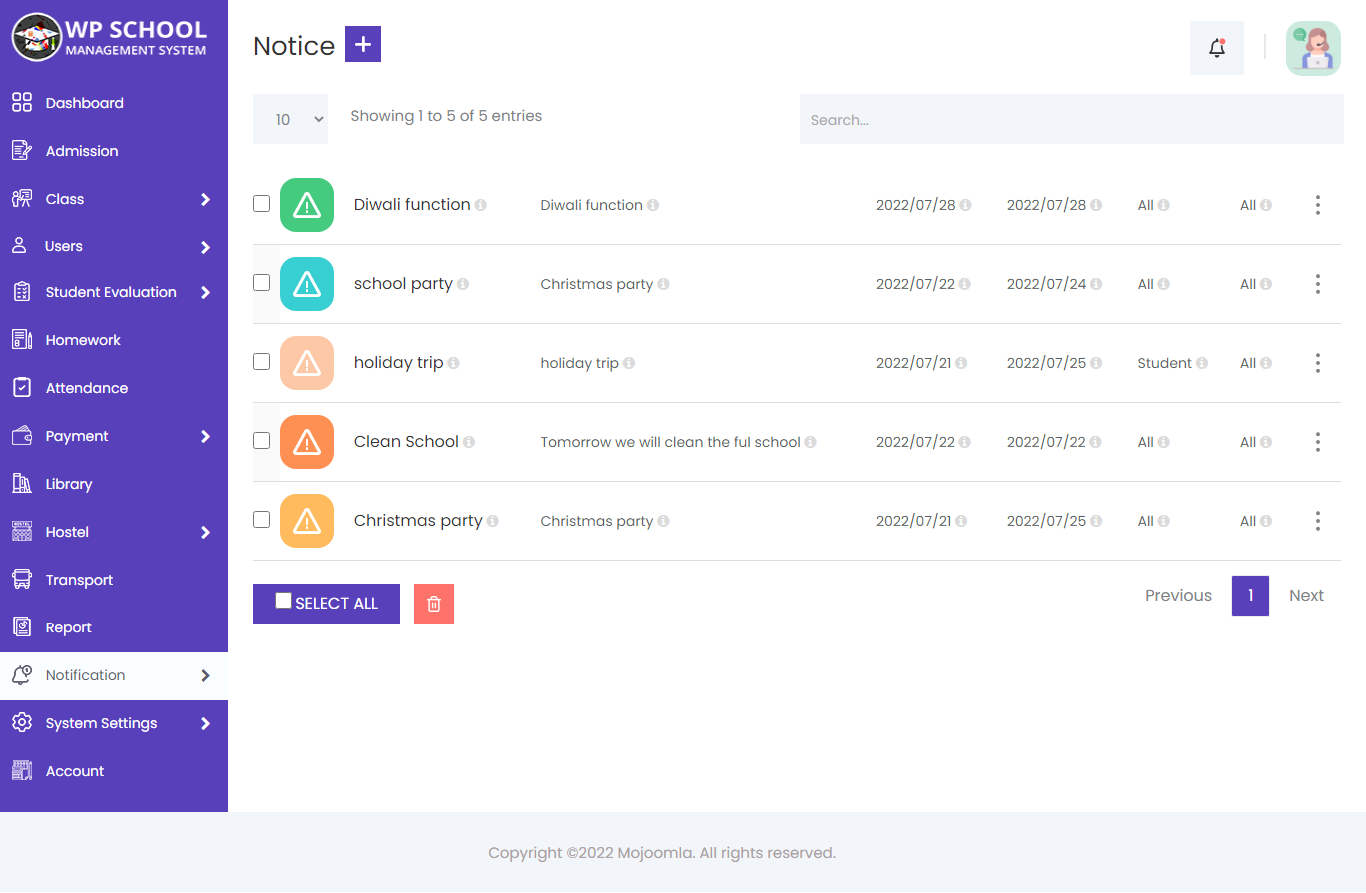 WP SCHOOL
MANAGEMENT SYSTEM
Dashboard
Admission
Class
Users
Student Evaluation
Homework
Attendance
Payment
Library
Hostel
Transport
Report
Notification
System Settings
Account
Notice +
10 Showing 1 to 5 of 5 entries Search...
Diwali function Diwali function 2022/07/28 2022/07/28 All All
school party Christmas party 2022/07/22 2022/07/24 All All
holiday trip holiday trip 2022/07/21 2022/07/25 Student All
Clean School Tomorrow we will clean the ful school 2022/07/22 2022/07/22 All All
Christmas party Christmas party 2022/07/21 2022/07/25 All All
SELECT ALL Previous 1 Next
Copyright ©2022 Mojoomla. All rights reserved.